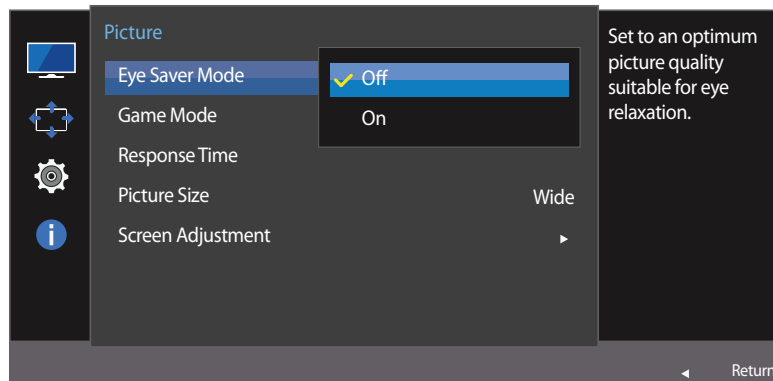 Picture
Eye Saver Mode
Off
Game Mode
On
Response Time
Picture Size
Wide
Screen Adjustment
Set to an optimum
picture quality
suitable for eye
relaxation.
Return